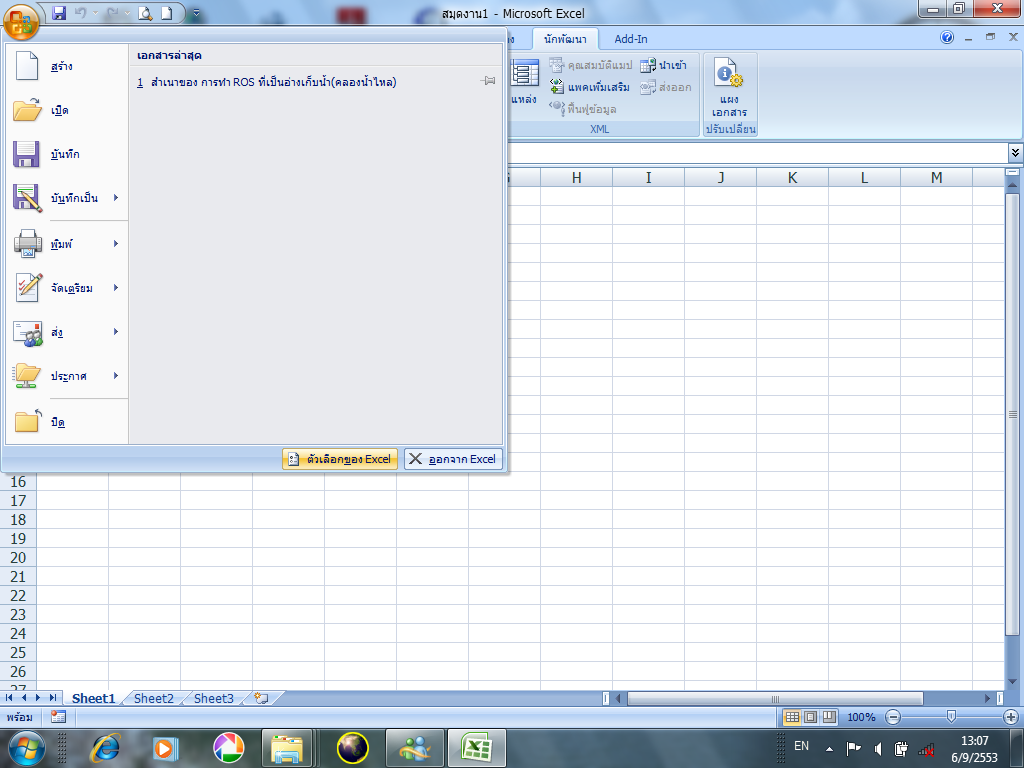 สมุดงาน1 - Microsoft Excel
นักพัฒนา Add-In
สร้าง
เปิด
บันทึก
บันทึกเป็น
พิมพ์
จัดเตรียม
ส่ง
ประกาศ
ปิด
เอกสารล่าสุด
1 สำเนาของ การทำ ROS ที่เป็นอ่างเก็บน้ำ(คลองน้ำไหล)
ตัวเลือกของ Excel
ออกจาก Excel
แหล่ง
คุณสมบัติแมป
แพคเพิ่มเสริม
ฟื้นฟูข้อมูล
นำเข้า
ส่งออก
XML
แผง
เอกสาร
ปรับเปลี่ยน
H I J K L M
16
17
18
19
20
21
22
23
24
25
26
27
Sheet1 Sheet2 Sheet3
พร้อม
100%
EN
13:07
6/9/2553